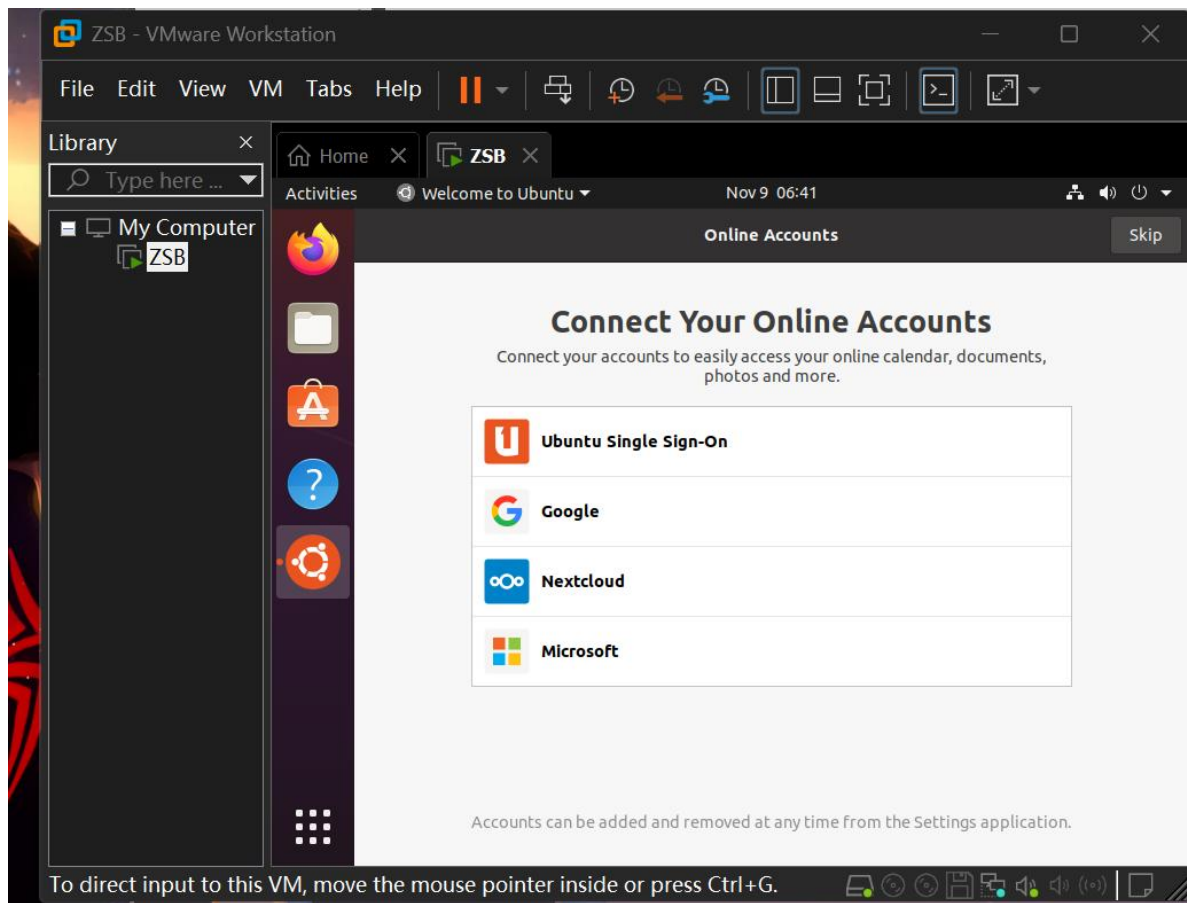 ZSB - VMware Workstation
File Edit View VM Tabs Help
Library
Type here ...
My Computer
ZSB
Home
ZSB
Activities Welcome to Ubuntu Nov 9 06:41
Online Accounts Skip
Connect Your Online Accounts
Connect your accounts to easily access your online calendar, documents,
photos and more.
Ubuntu Single Sign-On
Google
Nextcloud
Microsoft
Accounts can be added and removed at any time from the Settings application.
To direct input to this VM, move the mouse pointer inside or press Ctrl+G.